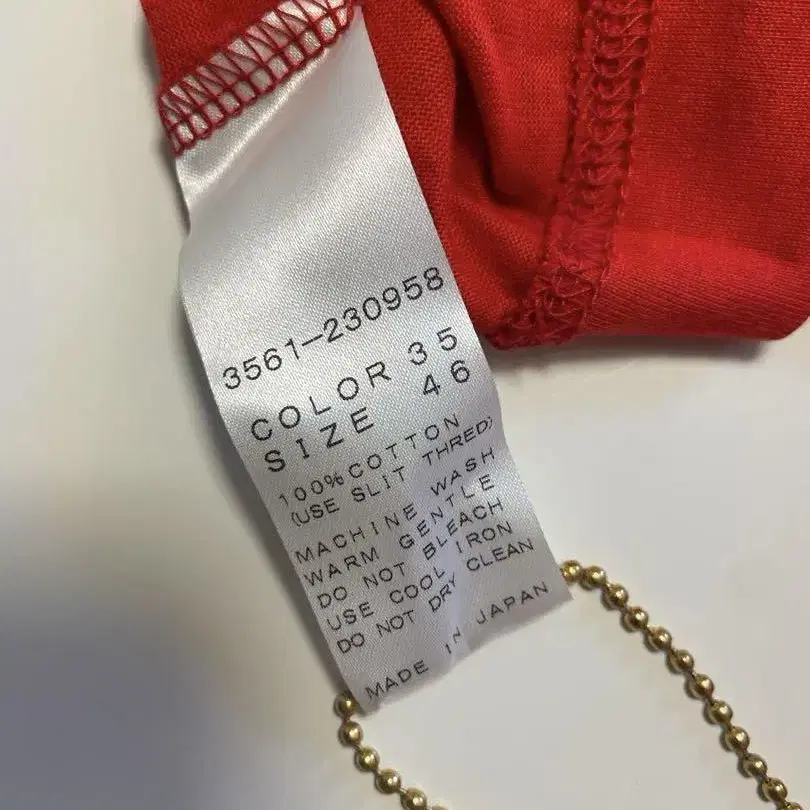 3561-230958
COLOR 35
SIZE 46
100% COTTON
(USE SLIT THRED)
MACHINE WASH
WARM GENTLE
DO NOT BLEACH
USE COOL IRON
DO NOT DRY CLEAN
MADE IN JAPAN